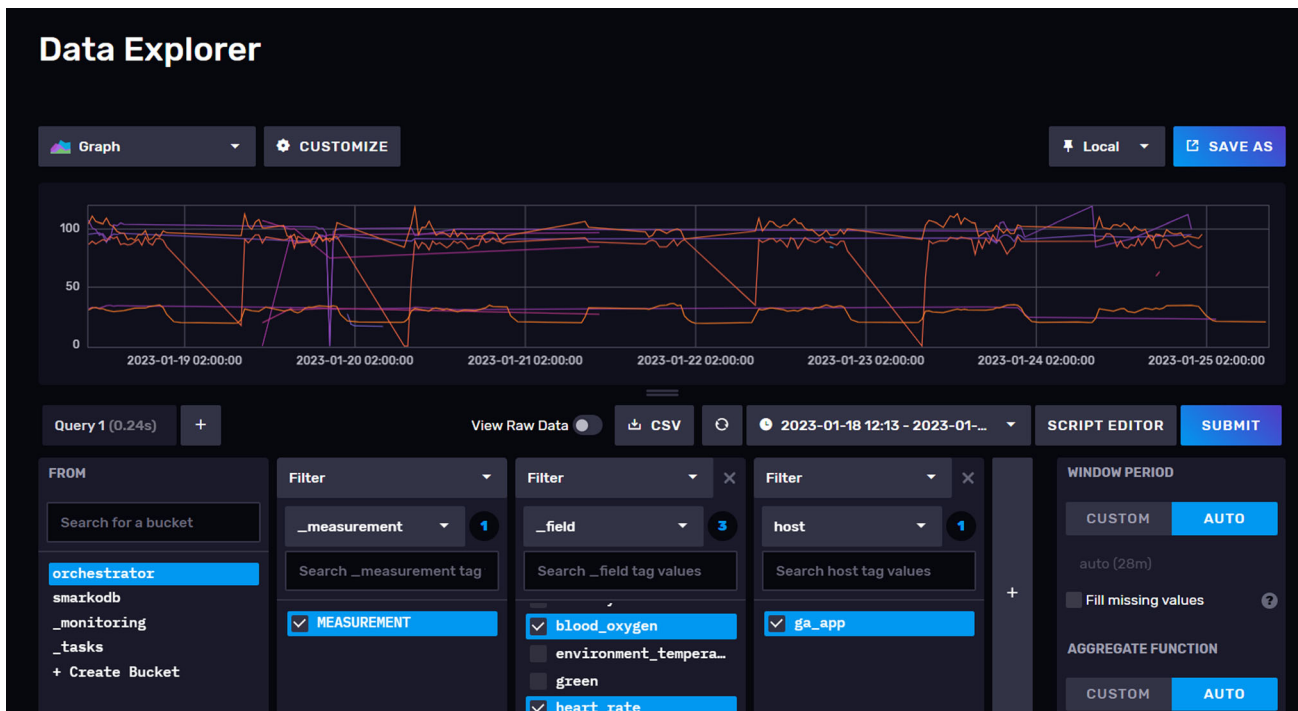 Data Explorer
Graph
CUSTOMIZE
Local
SAVE AS
100
50
0
2023-01-19 02:00:00
2023-01-20 02:00:00
2023-01-21 02:00:00
2023-01-22 02:00:00
2023-01-23 02:00:00
2023-01-24 02:00:00
2023-01-25 02:00:00
Query 1 (0.24s)
+
View Raw Data
CSV
2023-01-18 12:13 - 2023-01-...
SCRIPT EDITOR
SUBMIT
FROM
Search for a bucket
orchestrator
smarkodb
_monitoring
_tasks
+ Create Bucket
Filter
_measurement
1
Search _measurement tag
MEASUREMENT
Filter
_field
3
Search _field tag values
blood_oxygen
environment_tempera…
green
heart_rate
Filter
host
1
Search host tag values
ga_app
+
WINDOW PERIOD
CUSTOM
AUTO
auto (28m)
Fill missing values
?
AGGREGATE FUNCTION
CUSTOM
AUTO